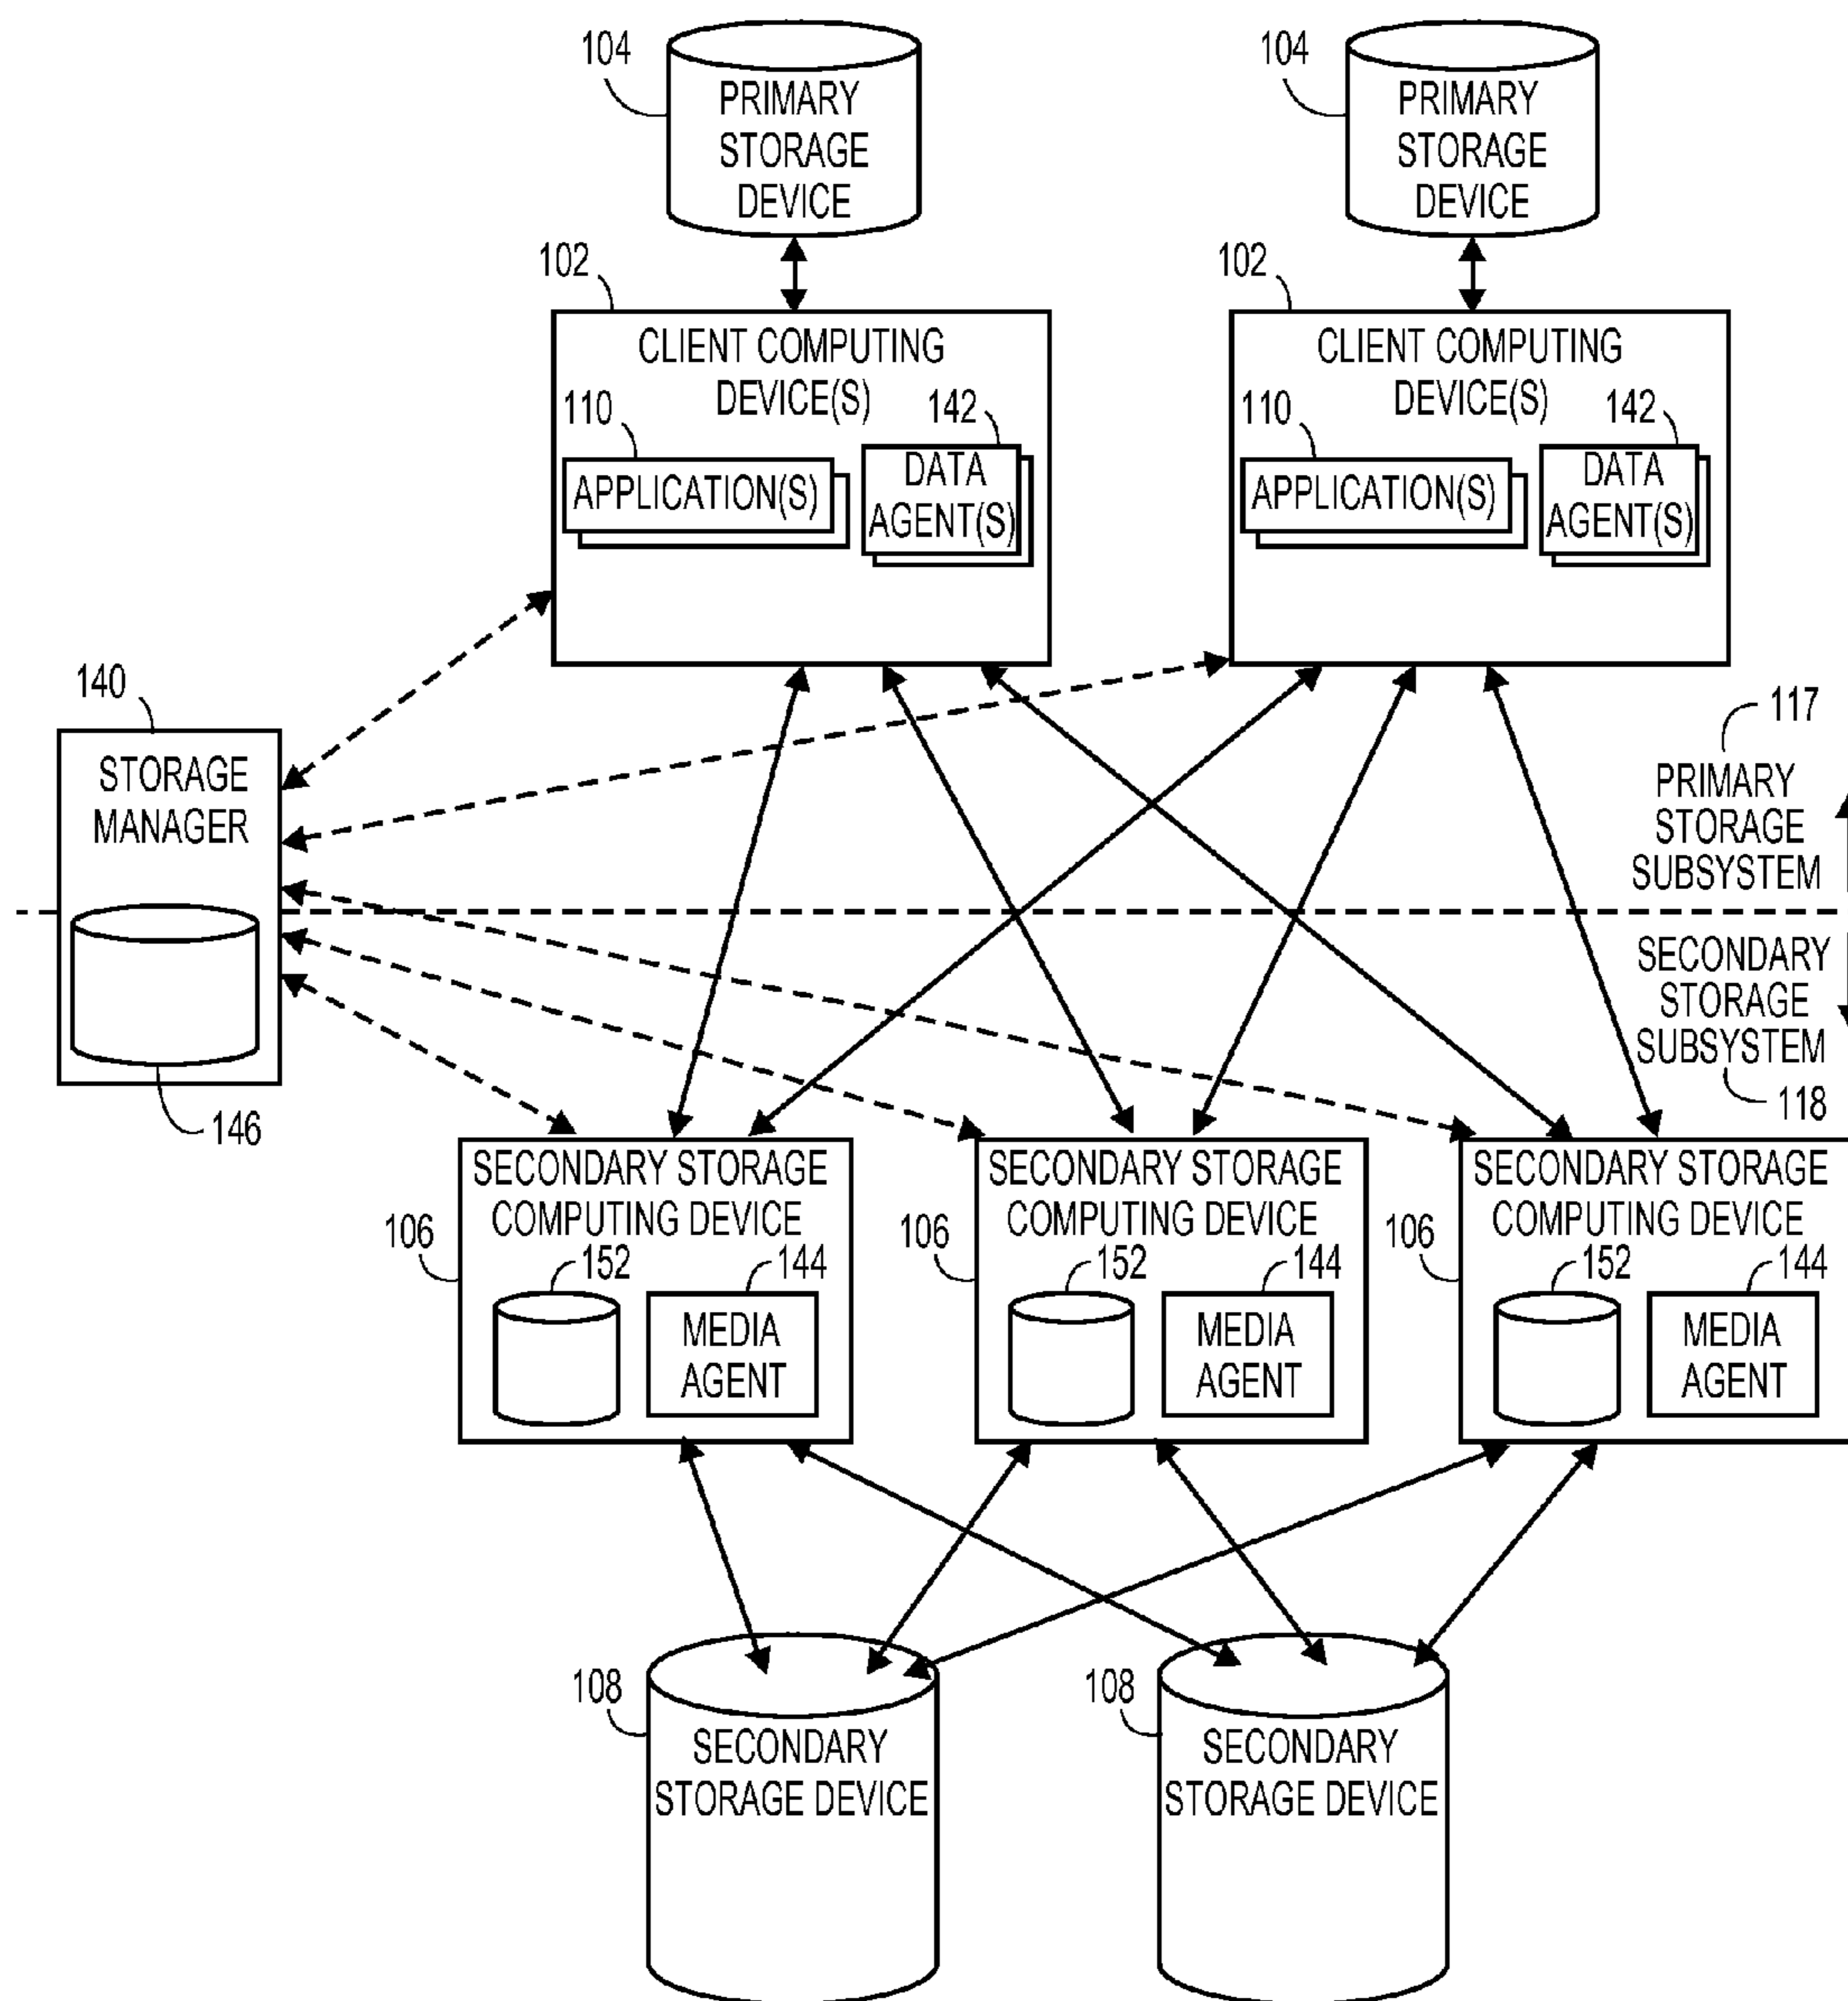 104
PRIMARY
STORAGE
DEVICE
104
PRIMARY
STORAGE
DEVICE
102
CLIENT COMPUTING
DEVICE(S)
110
APPLICATION(S)
142
DATA
AGENT(S)
102
CLIENT COMPUTING
DEVICE(S)
110
APPLICATION(S)
142
DATA
AGENT(S)
140
STORAGE
MANAGER
146
117
PRIMARY
STORAGE
SUBSYSTEM
SECONDARY
STORAGE
SUBSYSTEM
118
SECONDARY STORAGE
COMPUTING DEVICE
106
152
144
MEDIA
AGENT
SECONDARY STORAGE
COMPUTING DEVICE
106
152
144
MEDIA
AGENT
SECONDARY STORAGE
COMPUTING DEVICE
106
152
144
MEDIA
AGENT
108
SECONDARY
STORAGE DEVICE
108
SECONDARY
STORAGE DEVICE